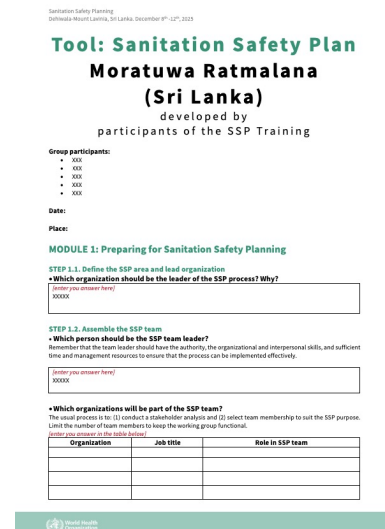 Sanitation Safety Planning
Dehiwala-Mount Lavinia, Sri Lanka. December 8th -12th, 2025
Tool: Sanitation Safety Plan
Moratuwa Ratmalana
(Sri Lanka)
developed by
participants of the SSP Training
Group participants:
• XXX
• XXX
• XXX
• XXX
• XXX
Date:
Place:
MODULE 1: Preparing for Sanitation Safety Planning
STEP 1.1. Define the SSP area and lead organization
• Which organization should be the leader of the SSP process? Why?
[enter you answer here]
XXXXX
STEP 1.2. Assemble the SSP team
• Which person should be the SSP team leader?
Remember that the team leader should have the authority, the organizational and interpersonal skills, and sufficient
time and management resources to ensure that the process can be implemented effectively.
[enter you answer here]
XXXXX
• Which organizations will be part of the SSP team?
The usual process is to: (1) conduct a stakeholder analysis and (2) select team membership to suit the SSP purpose.
Limit the number of team members to keep the working group functional.
[enter you answer in the table below]
Organization Job title Role in SSP team
World Health
Organization